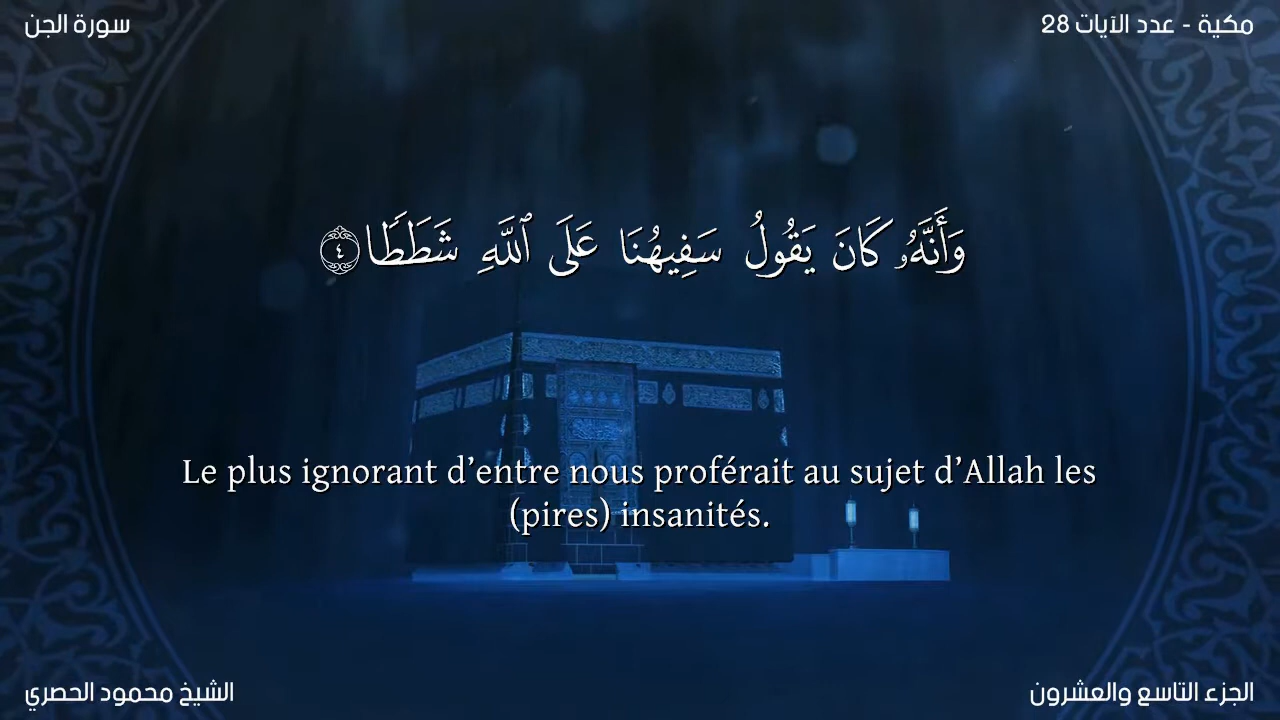 سورة الجن
مكية - عدد الآيات 28
وَأَنَّهُۥ كَانَ يَقُولُ سَفِيهُنَا عَلَى ٱللَّهِ شَطَطًا ٤
Le plus ignorant d’entre nous proférait au sujet d’Allah les
(pires) insanités.
الشيخ محمود الحصري
الجزء التاسع والعشرون